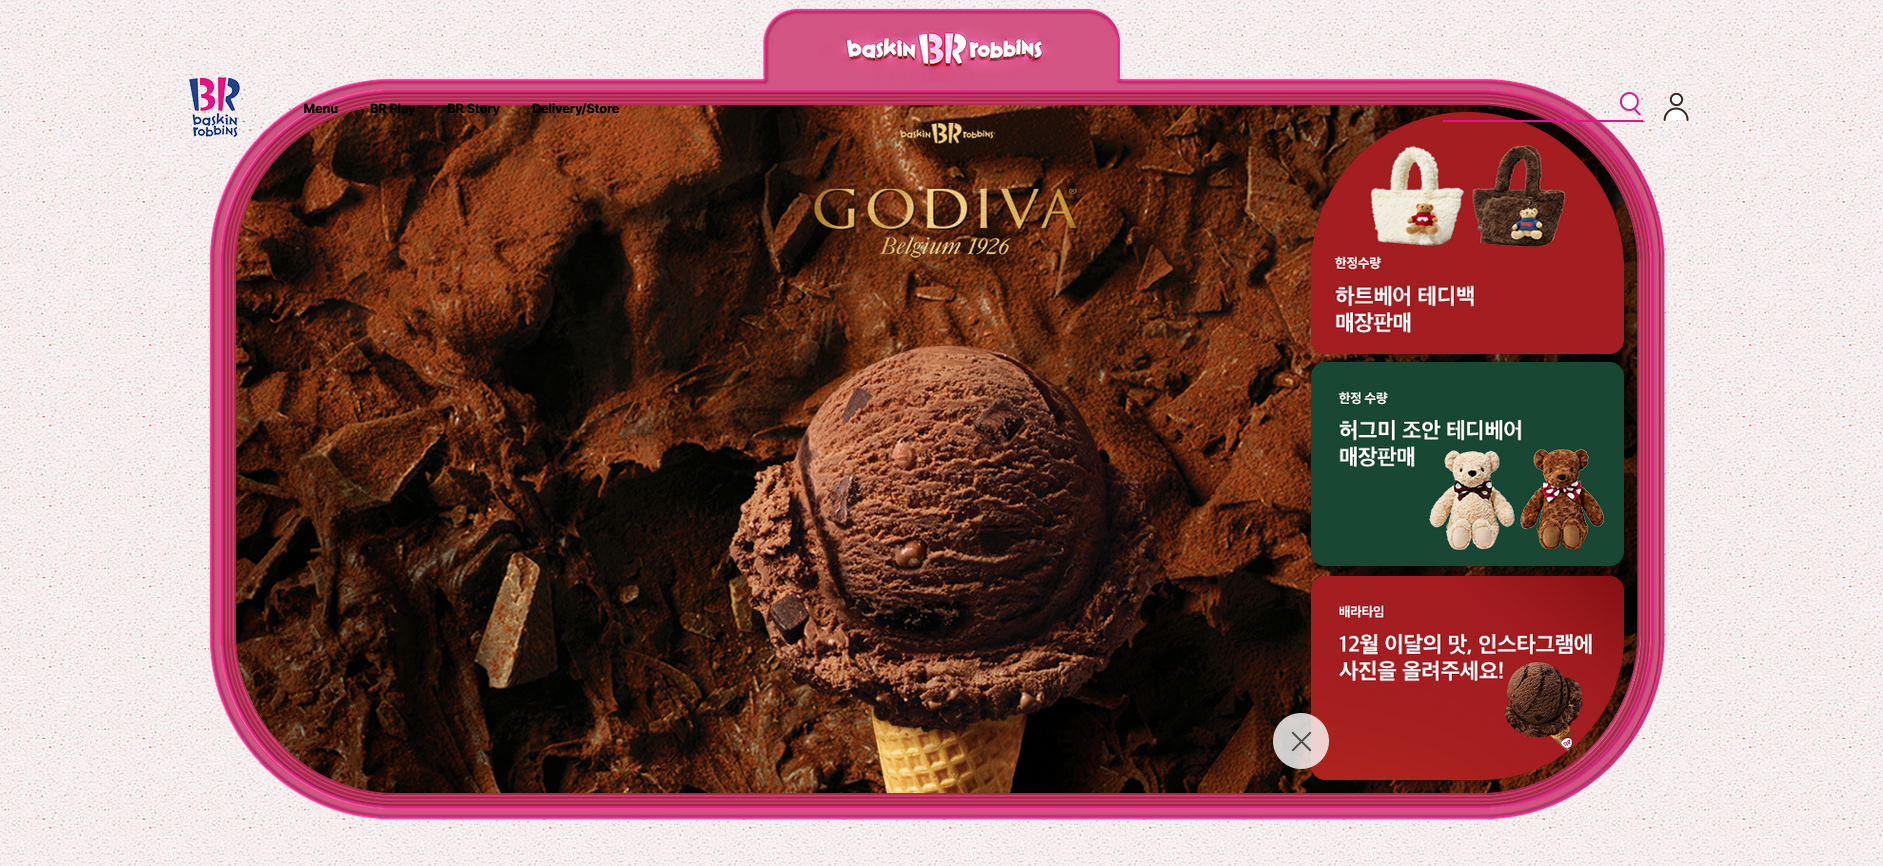 baskin BR robbins
BR
baskin
robbins
Menu BR Play BR Story Delivery/Store
baskin BR robbins
GODIVA®
Belgium 1926
한정수량
하트베어 테디백
매장판매
한정 수량
허그미 조안 테디베어
매장판매
배라타임
12월 이달의 맛, 인스타그램에
사진을 올려주세요!